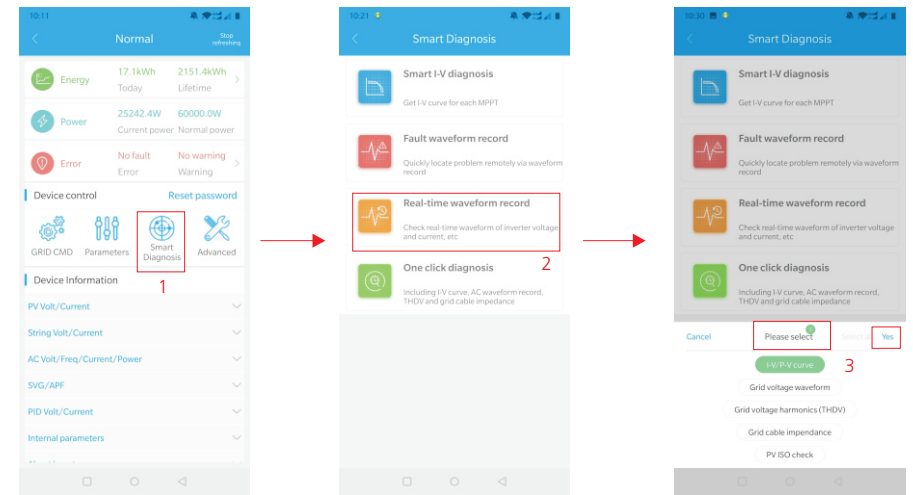 10:11
Normal
Stop
refreshing
Energy
17.1kWh
2151.4kWh
Today
Lifetime
Power
25242.4W
60000.0W
Current power
Normal power
Error
No fault
No warning
Error
Warning
Device control
Reset password
GRID CMD
Parameters
Smart
Diagnosis
Advanced
1
Device Information
PV Volt/Current
String Volt/Current
AC Volt/Freq/Current/Power
SVG/APF
PID Volt/Current
Internal parameters
10:21
Smart Diagnosis
Smart I-V diagnosis
Get I-V curve for each MPPT
Fault waveform record
Quickly locate problem remotely via waveform
record
Real-time waveform record
Check real-time waveform of inverter voltage
and current, etc
2
One click diagnosis
Including I-V curve, AC waveform record,
THDV and grid cable impedance
10:30
Smart Diagnosis
Smart I-V diagnosis
Get I-V curve for each MPPT
Fault waveform record
Quickly locate problem remotely via waveform
record
Real-time waveform record
Check real-time waveform of inverter voltage
and current, etc
One click diagnosis
Including I-V curve, AC waveform record,
THDV and grid cable impedance
Cancel
Please select
Yes
3
I-V/P-V curve
Grid voltage waveform
Grid voltage harmonics (THDV)
Grid cable impendance
PV ISO check